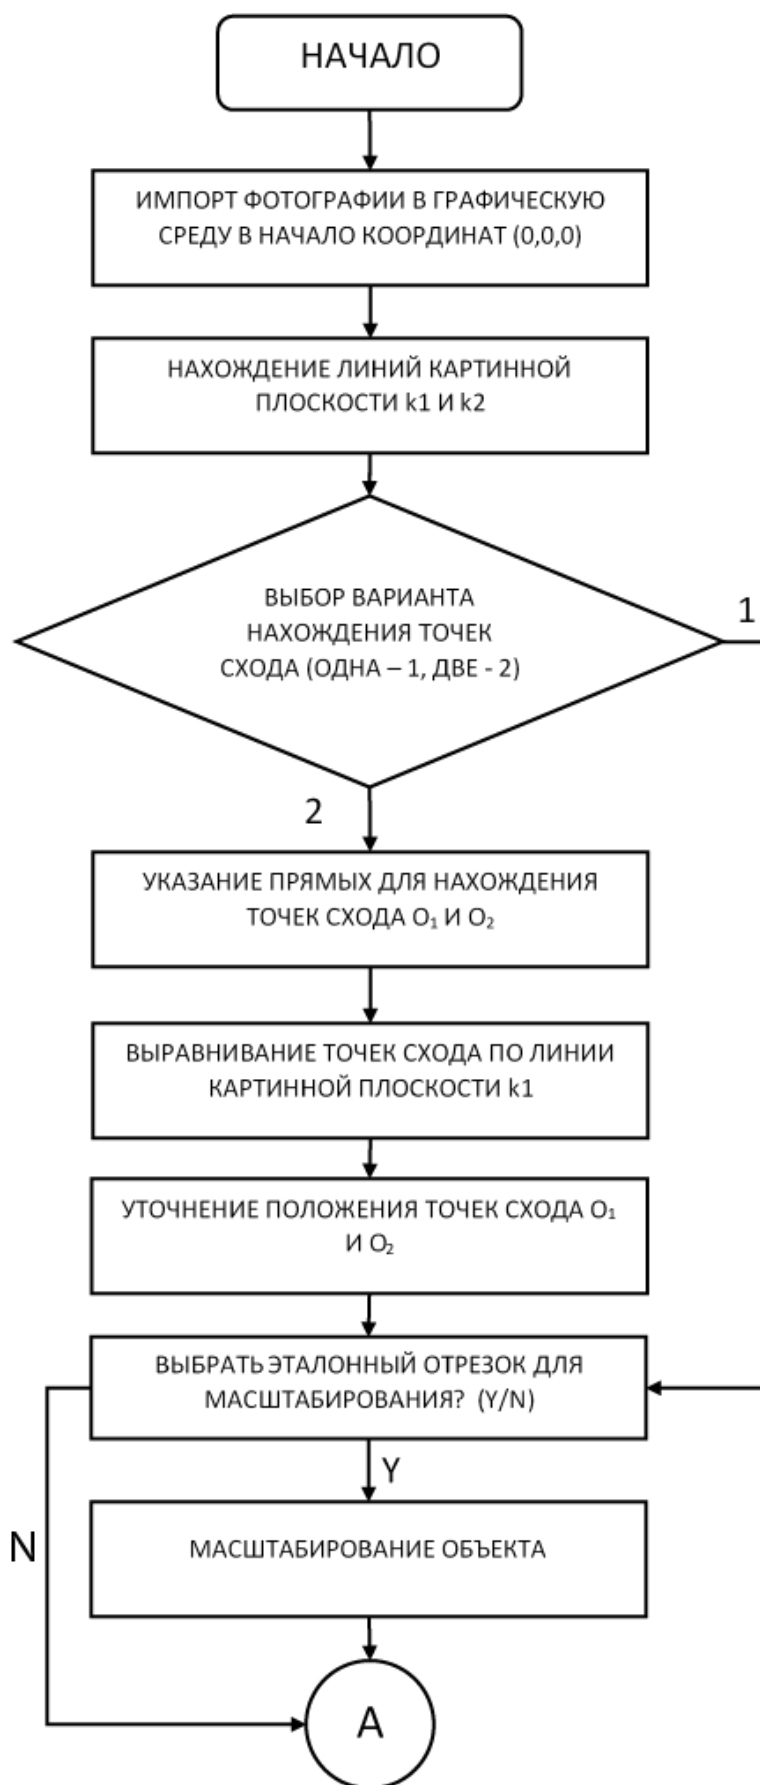 НАЧАЛО
ИМПОРТ ФОТОГРАФИИ В ГРАФИЧЕСКУЮ
СРЕДУ В НАЧАЛО КООРДИНАТ (0,0,0)
НАХОЖДЕНИЕ ЛИНИЙ КАРТИННОЙ
ПЛОСКОСТИ k1 И k2
ВЫБОР ВАРИАНТА
НАХОЖДЕНИЯ ТОЧЕК
СХОДА (ОДНА – 1, ДВЕ - 2)
1
2
УКАЗАНИЕ ПРЯМЫХ ДЛЯ НАХОЖДЕНИЯ
ТОЧЕК СХОДА O₁ И O₂
ВЫРАВНИВАНИЕ ТОЧЕК СХОДА ПО ЛИНИИ
КАРТИННОЙ ПЛОСКОСТИ k1
УТОЧНЕНИЕ ПОЛОЖЕНИЯ ТОЧЕК СХОДА O₁
И O₂
ВЫБРАТЬ ЭТАЛОННЫЙ ОТРЕЗОК ДЛЯ
МАСШТАБИРОВАНИЯ? (Y/N)
Y
N
МАСШТАБИРОВАНИЕ ОБЪЕКТА
А